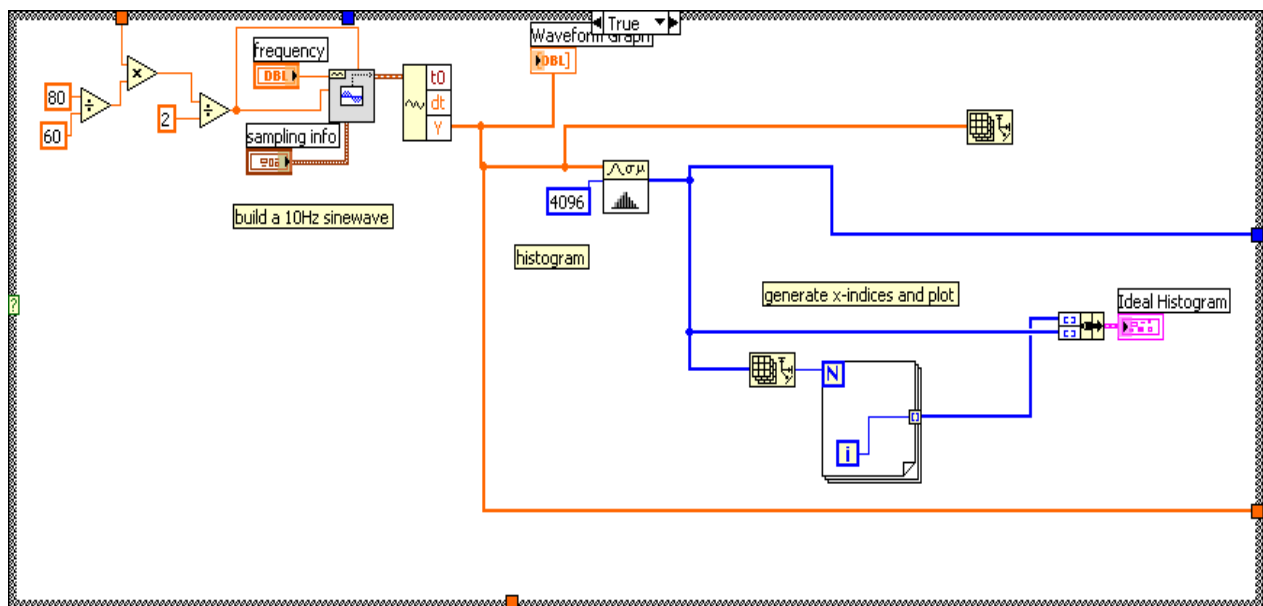 True
Waveform Graph
DBL]
frequency
DBL
t0
dt
Y
80
60
2
sampling info
4096
build a 10Hz sinewave
σμ
histogram
generate x-indices and plot
Ideal Histogram
N
i
?